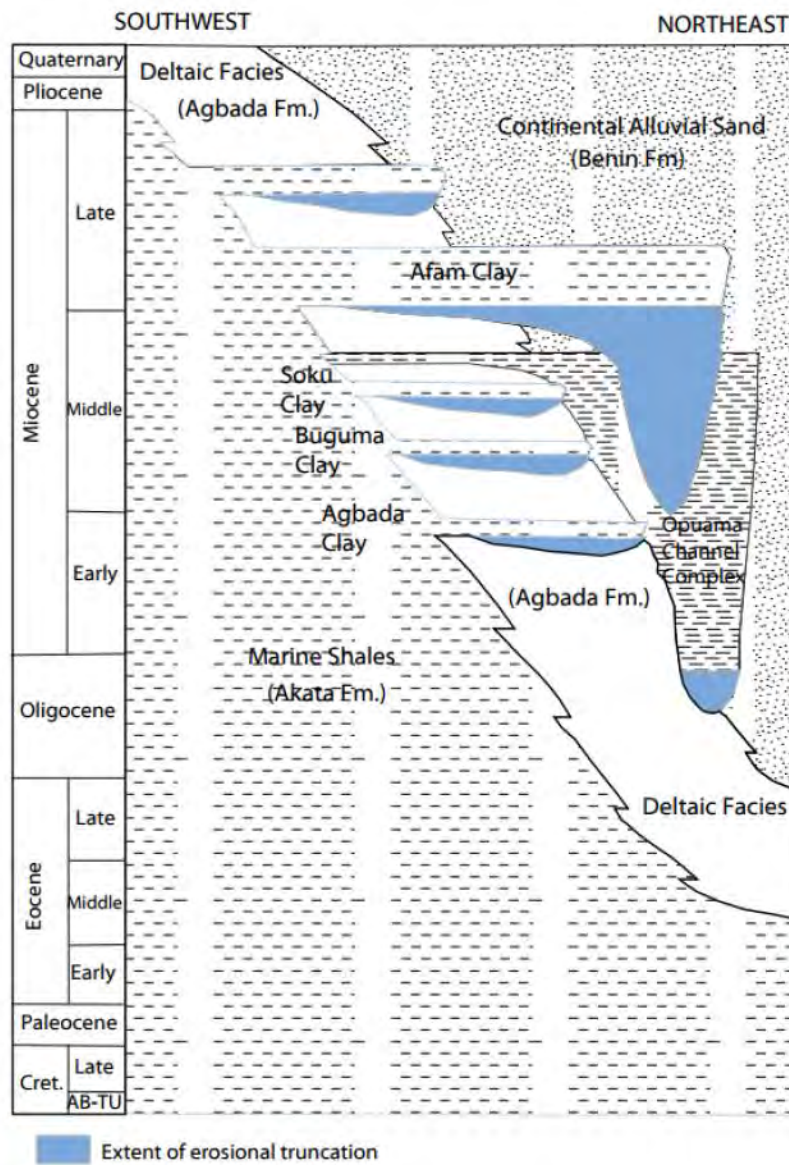 SOUTHWEST
NORTHEAST
Quaternary
Pliocene
Miocene
Late
Middle
Early
Oligocene
Eocene
Late
Middle
Early
Paleocene
Cret.
Late
AB-TU
Deltaic Facies
(Agbada Fm.)
Continental Alluvial Sand
(Benin Fm)
Afam Clay
Soku
Clay
Buguma
Clay
Agbada
Clay
Opuama
Channel
Complex
(Agbada Fm.)
Marine Shales
(Akata Fm.)
Deltaic Facies
Extent of erosional truncation